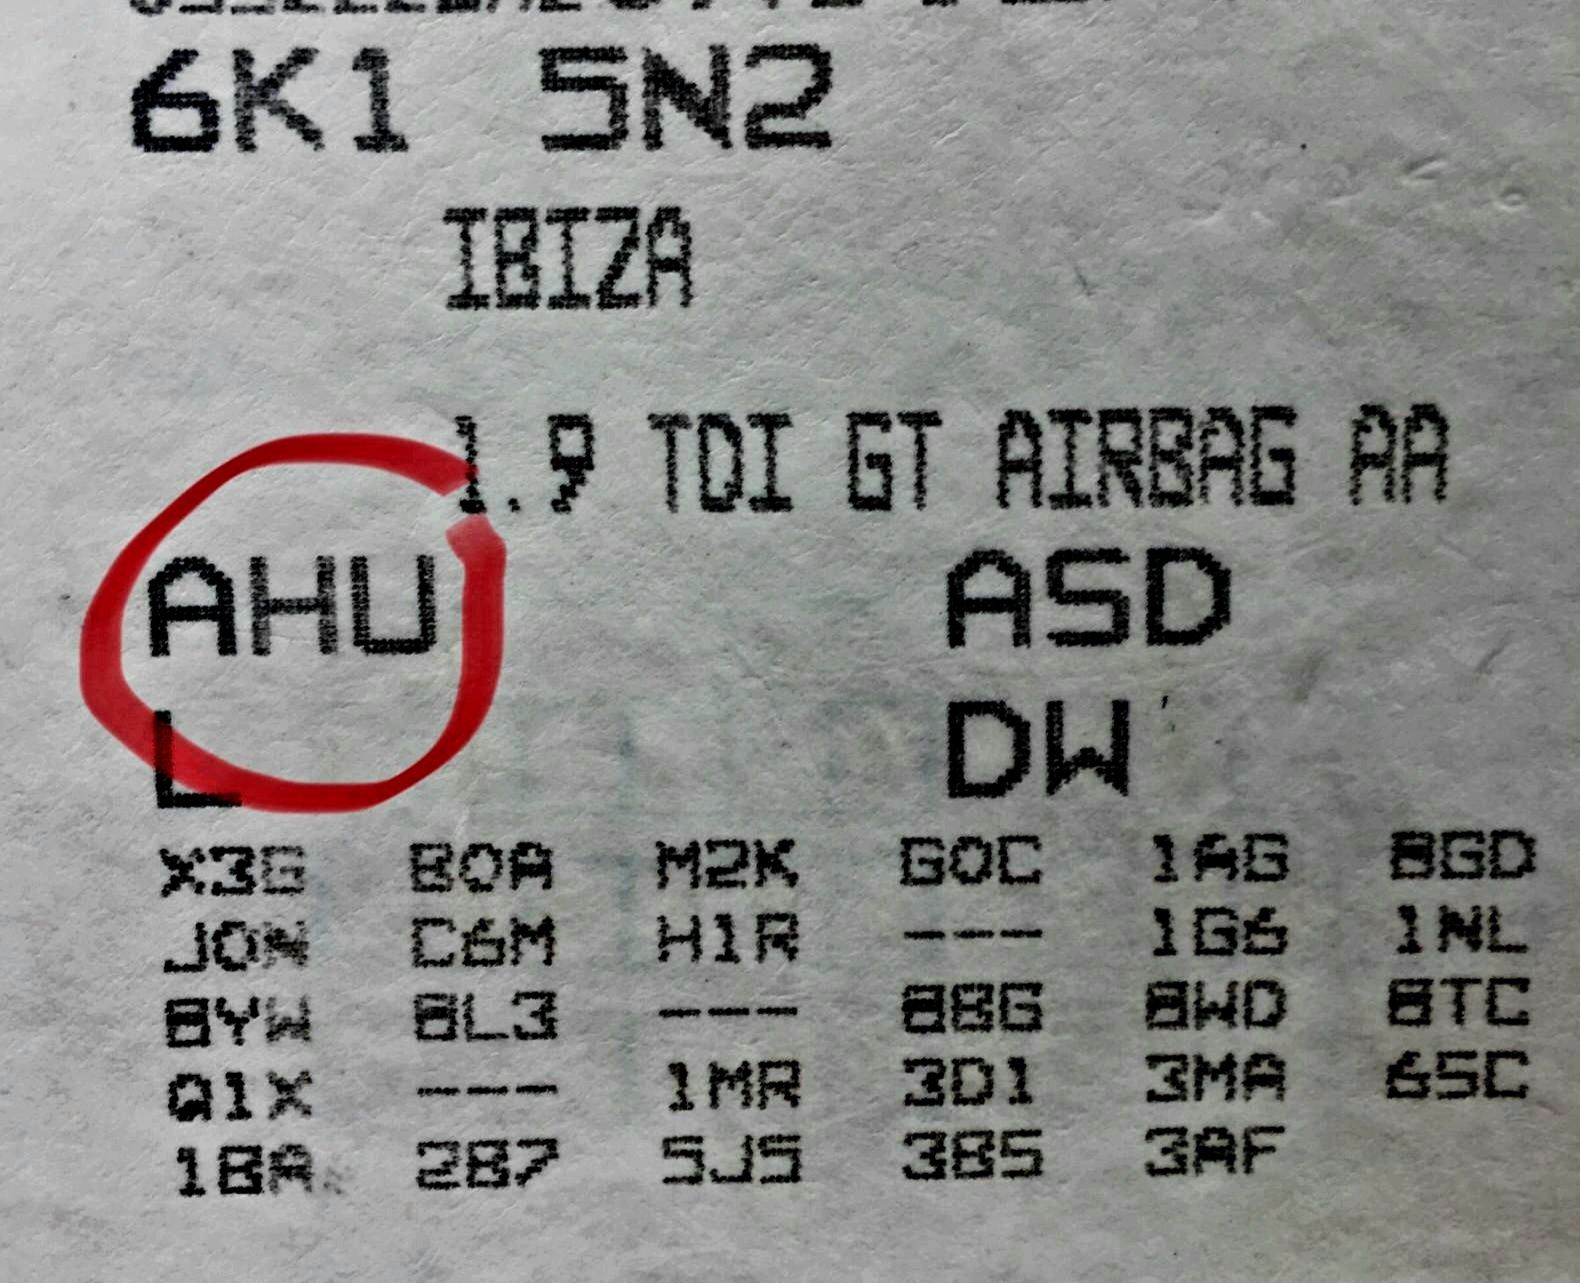 6K1 5N2
IBIZA
1.9 TDI GT AIRBAG AA
AHU ASD
L DW
X3G B0A M2K G0C 1AG 8GD
J0N C6M H1R --- 1G6 1NL
8YW 8L3 --- 8BG 8WD 8TC
Q1X --- 1MR 3D1 3MA 6SC
1BA 2B7 5JS 3B5 3AF